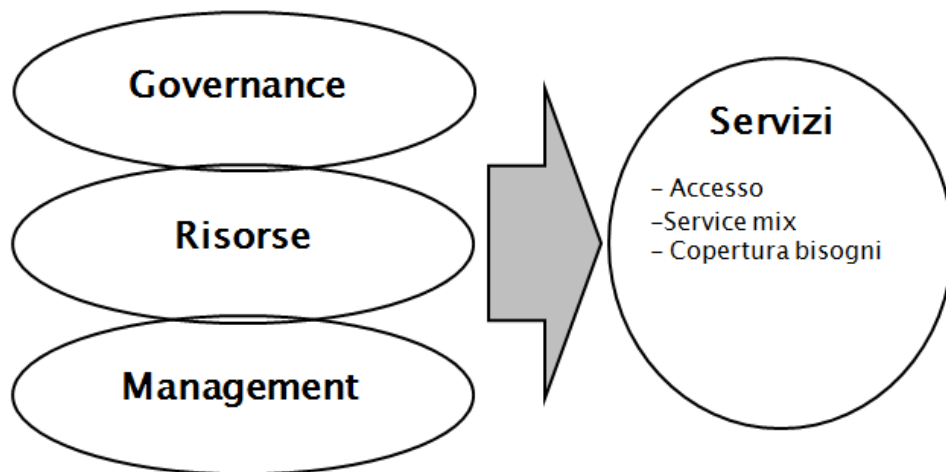 Governance
Risorse
Management
Servizi
– Accesso
–Service mix
– Copertura bisogni